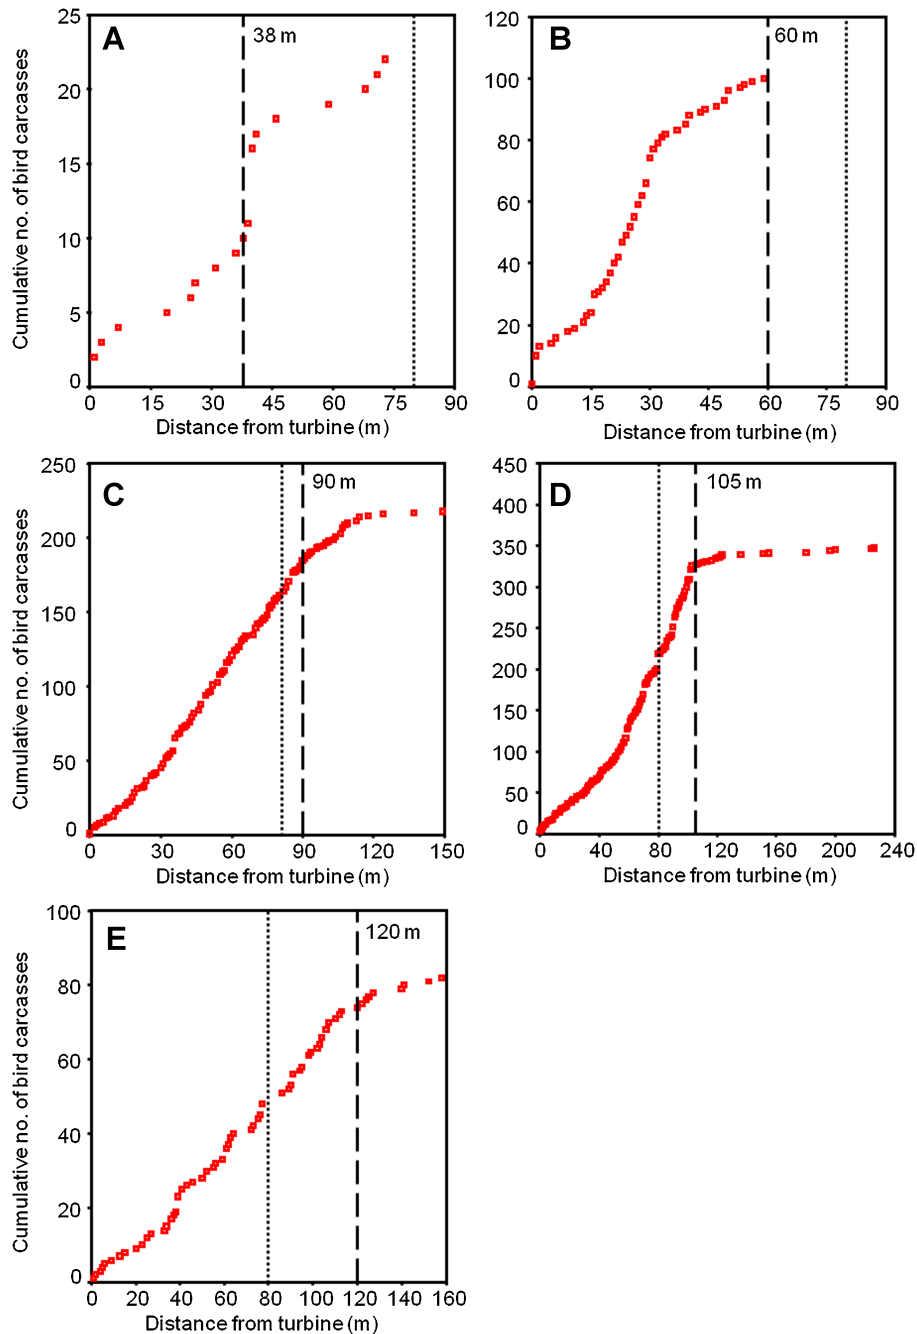 A
38 m
25
20
15
10
5
0
Cumulative no. of bird carcasses
0 15 30 45 60 75 90
Distance from turbine (m)
B
60 m
120
100
80
60
40
20
0
0 15 30 45 60 75 90
Distance from turbine (m)
C
90 m
250
200
150
100
50
0
Cumulative no. of bird carcasses
0 30 60 90 120 150
Distance from turbine (m)
D
105 m
450
400
350
300
250
200
150
100
50
0
0 40 80 120 160 200 240
Distance from turbine (m)
E
120 m
100
80
60
40
20
0
Cumulative no. of bird carcasses
0 20 40 60 80 100 120 140 160
Distance from turbine (m)